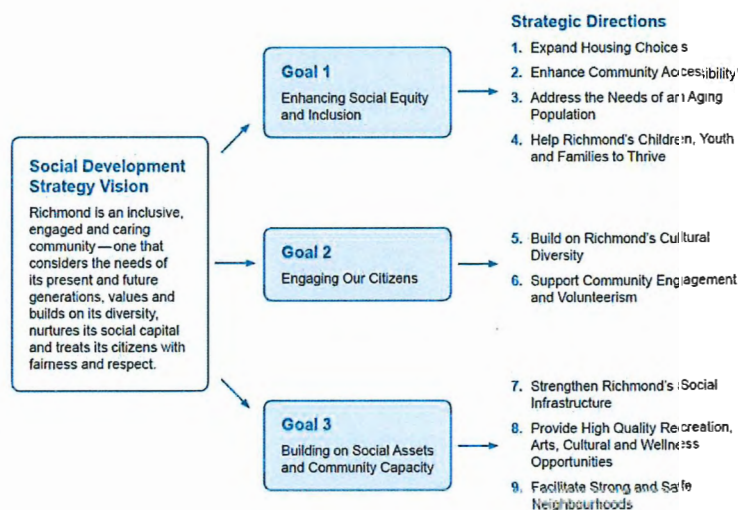 Social Development
Strategy Vision
Richmond is an inclusive,
engaged and caring
community—one that
considers the needs of
its present and future
generations, values and
builds on its diversity,
nurtures its social capital
and treats its citizens with
fairness and respect.
Goal 1
Enhancing Social Equity
and Inclusion
Goal 2
Engaging Our Citizens
Goal 3
Building on Social Assets
and Community Capacity
Strategic Directions
1. Expand Housing Choices
2. Enhance Community Accessibility
3. Address the Needs of an Aging
Population
4. Help Richmond's Children, Youth
and Families to Thrive
5. Build on Richmond's Cultural
Diversity
6. Support Community Engagement
and Volunteerism
7. Strengthen Richmond's Social
Infrastructure
8. Provide High Quality Recreation,
Arts, Cultural and Wellness
Opportunities
9. Facilitate Strong and Safe
Neighbourhoods